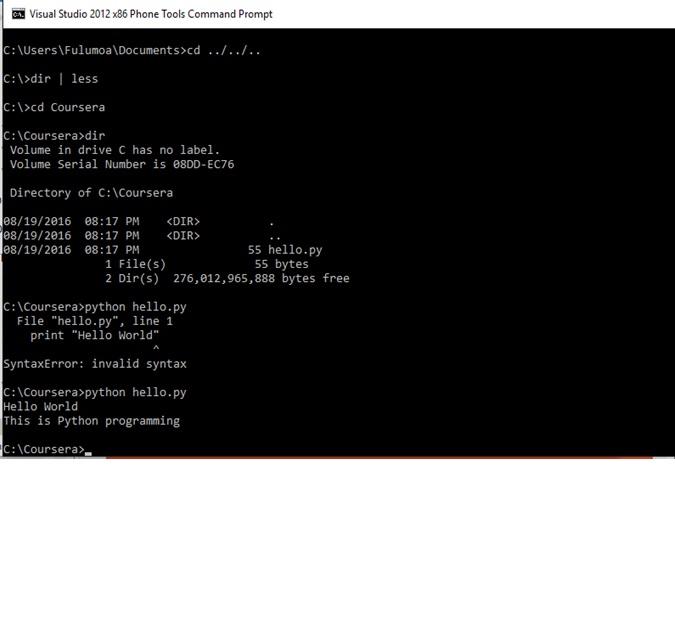 Visual Studio 2012 x86 Phone Tools Command Prompt
C:\Users\Fulumoa\Documents>cd ../../..
C:\>dir | less
C:\>cd Coursera
C:\Coursera>dir
 Volume in drive C has no label.
 Volume Serial Number is 08DD-EC76
 Directory of C:\Coursera
08/19/2016  08:17 PM    <DIR>          .
08/19/2016  08:17 PM    <DIR>          ..
08/19/2016  08:17 PM                55 hello.py
               1 File(s)             55 bytes
               2 Dir(s)  276,012,965,888 bytes free
C:\Coursera>python hello.py
  File "hello.py", line 1
    print "Hello World"
                      ^
SyntaxError: invalid syntax
C:\Coursera>python hello.py
Hello World
This is Python programming
C:\Coursera>